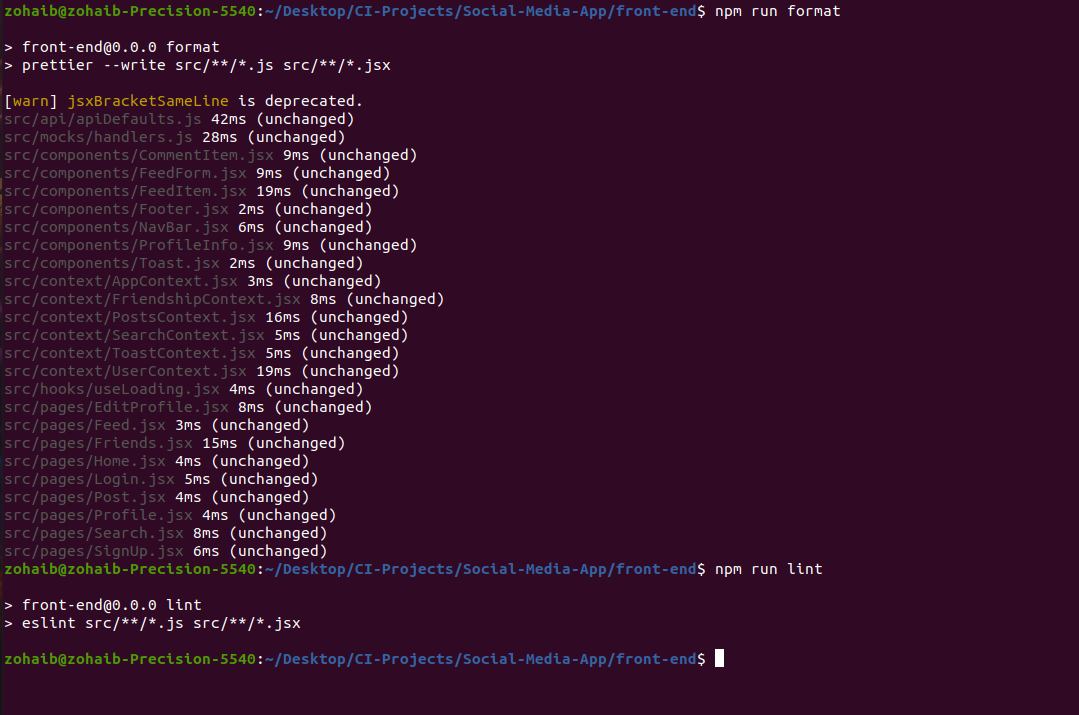 zohaib@zohaib-Precision-5540:~/Desktop/CI-Projects/Social-Media-App/front-end$ npm run format
> front-end@0.0.0 format
> prettier --write src/**/*.js src/**/*.jsx
[warn] jsxBracketSameLine is deprecated.
src/api/apiDefaults.js 42ms (unchanged)
src/mocks/handlers.js 28ms (unchanged)
src/components/CommentItem.jsx 9ms (unchanged)
src/components/FeedForm.jsx 9ms (unchanged)
src/components/FeedItem.jsx 19ms (unchanged)
src/components/Footer.jsx 2ms (unchanged)
src/components/NavBar.jsx 6ms (unchanged)
src/components/ProfileInfo.jsx 9ms (unchanged)
src/components/Toast.jsx 2ms (unchanged)
src/context/AppContext.jsx 3ms (unchanged)
src/context/FriendshipContext.jsx 8ms (unchanged)
src/context/PostsContext.jsx 16ms (unchanged)
src/context/SearchContext.jsx 5ms (unchanged)
src/context/ToastContext.jsx 5ms (unchanged)
src/context/UserContext.jsx 19ms (unchanged)
src/hooks/useLoading.jsx 4ms (unchanged)
src/pages/EditProfile.jsx 8ms (unchanged)
src/pages/Feed.jsx 3ms (unchanged)
src/pages/Friends.jsx 15ms (unchanged)
src/pages/Home.jsx 4ms (unchanged)
src/pages/Login.jsx 5ms (unchanged)
src/pages/Post.jsx 4ms (unchanged)
src/pages/Profile.jsx 4ms (unchanged)
src/pages/Search.jsx 8ms (unchanged)
src/pages/SignUp.jsx 6ms (unchanged)
zohaib@zohaib-Precision-5540:~/Desktop/CI-Projects/Social-Media-App/front-end$ npm run lint
> front-end@0.0.0 lint
> eslint src/**/*.js src/**/*.jsx
zohaib@zohaib-Precision-5540:~/Desktop/CI-Projects/Social-Media-App/front-end$